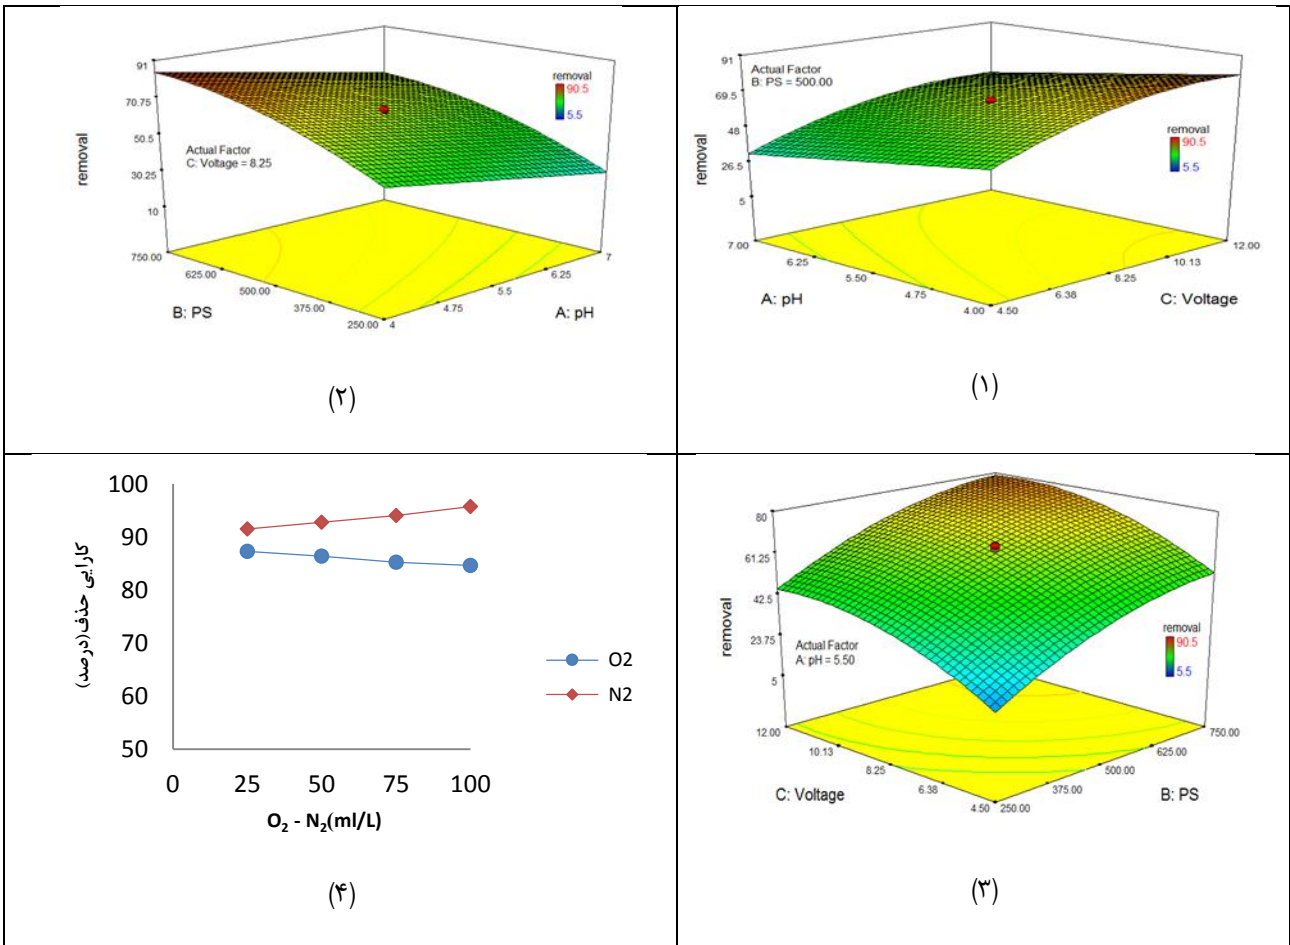 91
70.75
50.5
30.25
10
removal
Actual Factor
C: Voltage = 8.25
removal
90.5
5.5
750.00
625.00
500.00
375.00
250.00
B: PS
4
4.75
5.5
6.25
7
A: pH
(۲)
91
69.5
48
26.5
5
removal
Actual Factor
B: PS = 500.00
removal
90.5
5.5
7.00
6.25
5.50
4.75
4.00
A: pH
4.50
6.38
8.25
10.13
12.00
C: Voltage
(۱)
100
90
80
70
60
50
کارایی حذف(درصد)
0 25 50 75 100
O₂ - N₂(ml/L)
O2
N2
(۴)
80
61.25
42.5
23.75
5
removal
Actual Factor
A: pH = 5.50
removal
90.5
5.5
12.00
10.13
8.25
6.38
4.50
C: Voltage
250.00
375.00
500.00
625.00
750.00
B: PS
(۳)